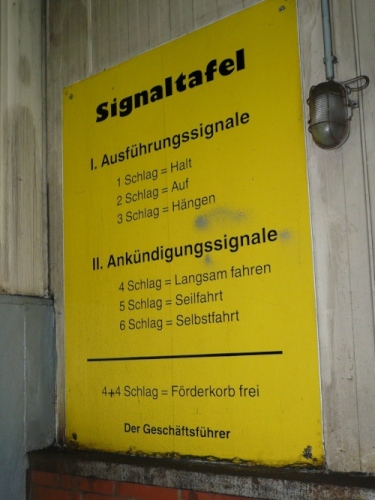 Signaltafel
I. Ausführungssignale
1 Schlag = Halt
2 Schlag = Auf
3 Schlag = Hängen
II. Ankündigungssignale
4 Schlag = Langsam fahren
5 Schlag = Seilfahrt
6 Schlag = Selbstfahrt
4+4 Schlag = Förderkorb frei
Der Geschäftsführer